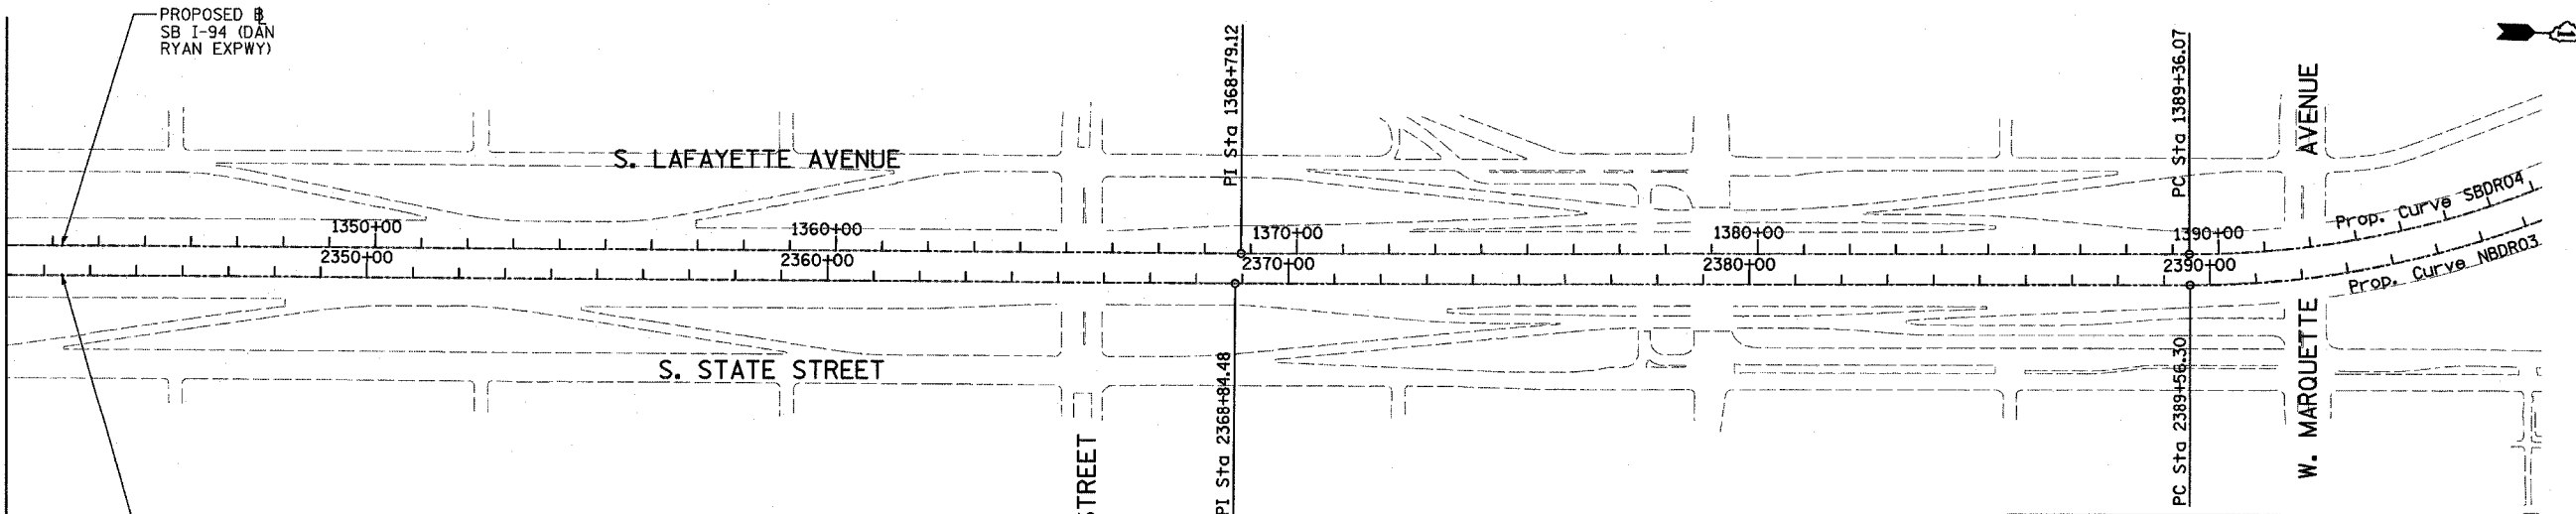 PROPOSED BL
SB I-94 (DAN
RYAN EXPWY)
S. LAFAYETTE AVENUE
1350+00
1360+00
1370+00
1380+00
1390+00
2350+00
2360+00
2370+00
2380+00
2390+00
PI Sta 1368+79.12
PC Sta 1389+36.07
AVENUE
Prop. Curve SBDR04
Prop. Curve NBDR03
S. STATE STREET
STREET
PI Sta 2368+84.48
PC Sta 2389+56.30
W. MARQUETTE